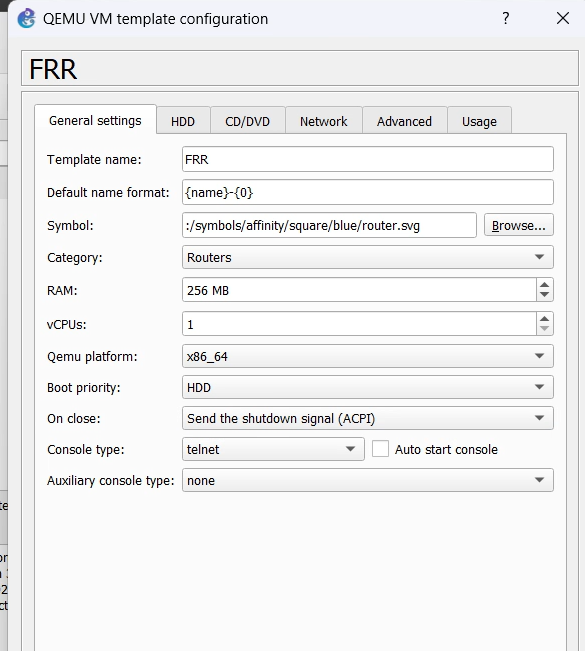 QEMU VM template configuration ?
FRR
General settings HDD CD/DVD Network Advanced Usage
Template name: FRR
Default name format: {name}-{0}
Symbol: :/symbols/affinity/square/blue/router.svg Browse...
Category: Routers
RAM: 256 MB
vCPUs: 1
Qemu platform: x86_64
Boot priority: HDD
On close: Send the shutdown signal (ACPI)
Console type: telnet Auto start console
Auxiliary console type: none